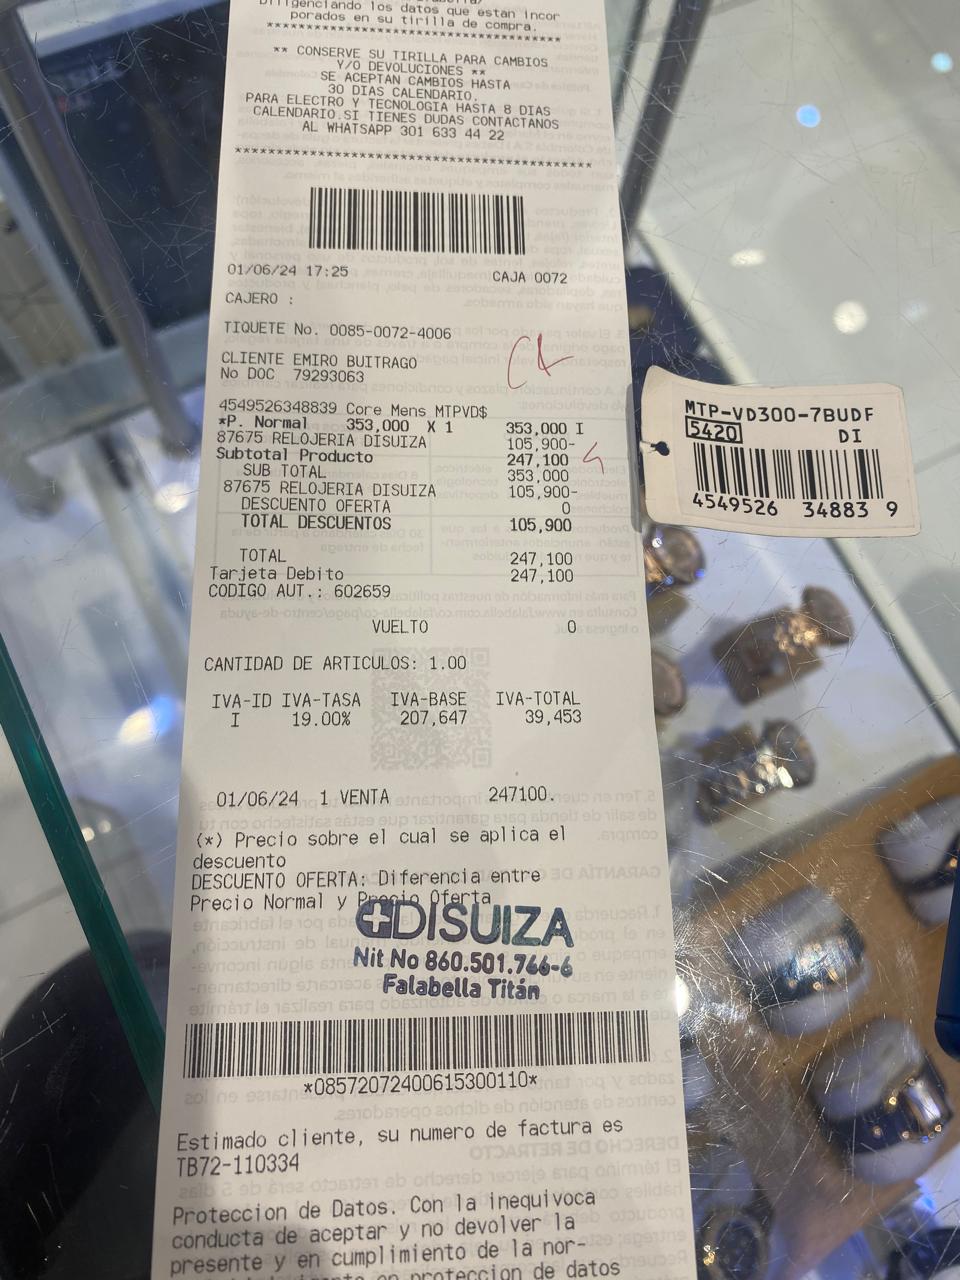 Diligenciando los datos que estan incor
porados en su tirilla de compra.
****************************************
** CONSERVE SU TIRILLA PARA CAMBIOS
Y/O DEVOLUCIONES **
SE ACEPTAN CAMBIOS HASTA
30 DIAS CALENDARIO.
PARA ELECTRO Y TECNOLOGIA HASTA 8 DIAS
CALENDARIO.SI TIENES DUDAS CONTACTANOS
AL WHATSAPP 301 633 44 22
****************************************
01/06/24 17:25 CAJA 0072
CAJERO :
TIQUETE No. 0085-0072-4006
CLIENTE EMIRO BUITRAGO
No DOC 79293063
4549526348839 Core Mens MTPVD$
*P. Normal 353,000 X 1 353,000 I
87675 RELOJERIA DISUIZA 105,900-
Subtotal Producto 247,100
SUB TOTAL 353,000
87675 RELOJERIA DISUIZA 105,900-
DESCUENTO OFERTA 0
TOTAL DESCUENTOS 105,900
TOTAL 247,100
Tarjeta Debito 247,100
CODIGO AUT.: 602659
VUELTO 0
CANTIDAD DE ARTICULOS: 1.00
IVA-ID IVA-TASA IVA-BASE IVA-TOTAL
I 19.00% 207,647 39,453
01/06/24 1 VENTA 247100.
(*) Precio sobre el cual se aplica el
descuento
DESCUENTO OFERTA: Diferencia entre
Precio Normal y Precio Oferta
DISUIZA
Nit No 860.501.766-6
Falabella Titán
*08572072400615300110*
Estimado cliente, su numero de factura es
TB72-110334
Proteccion de Datos. Con la inequivoca
conducta de aceptar y no devolver la
presente y en cumplimiento de la nor-
en proteccion de datos
MTP-VD300-7BUDF
5420 DI
4549526 34883 9